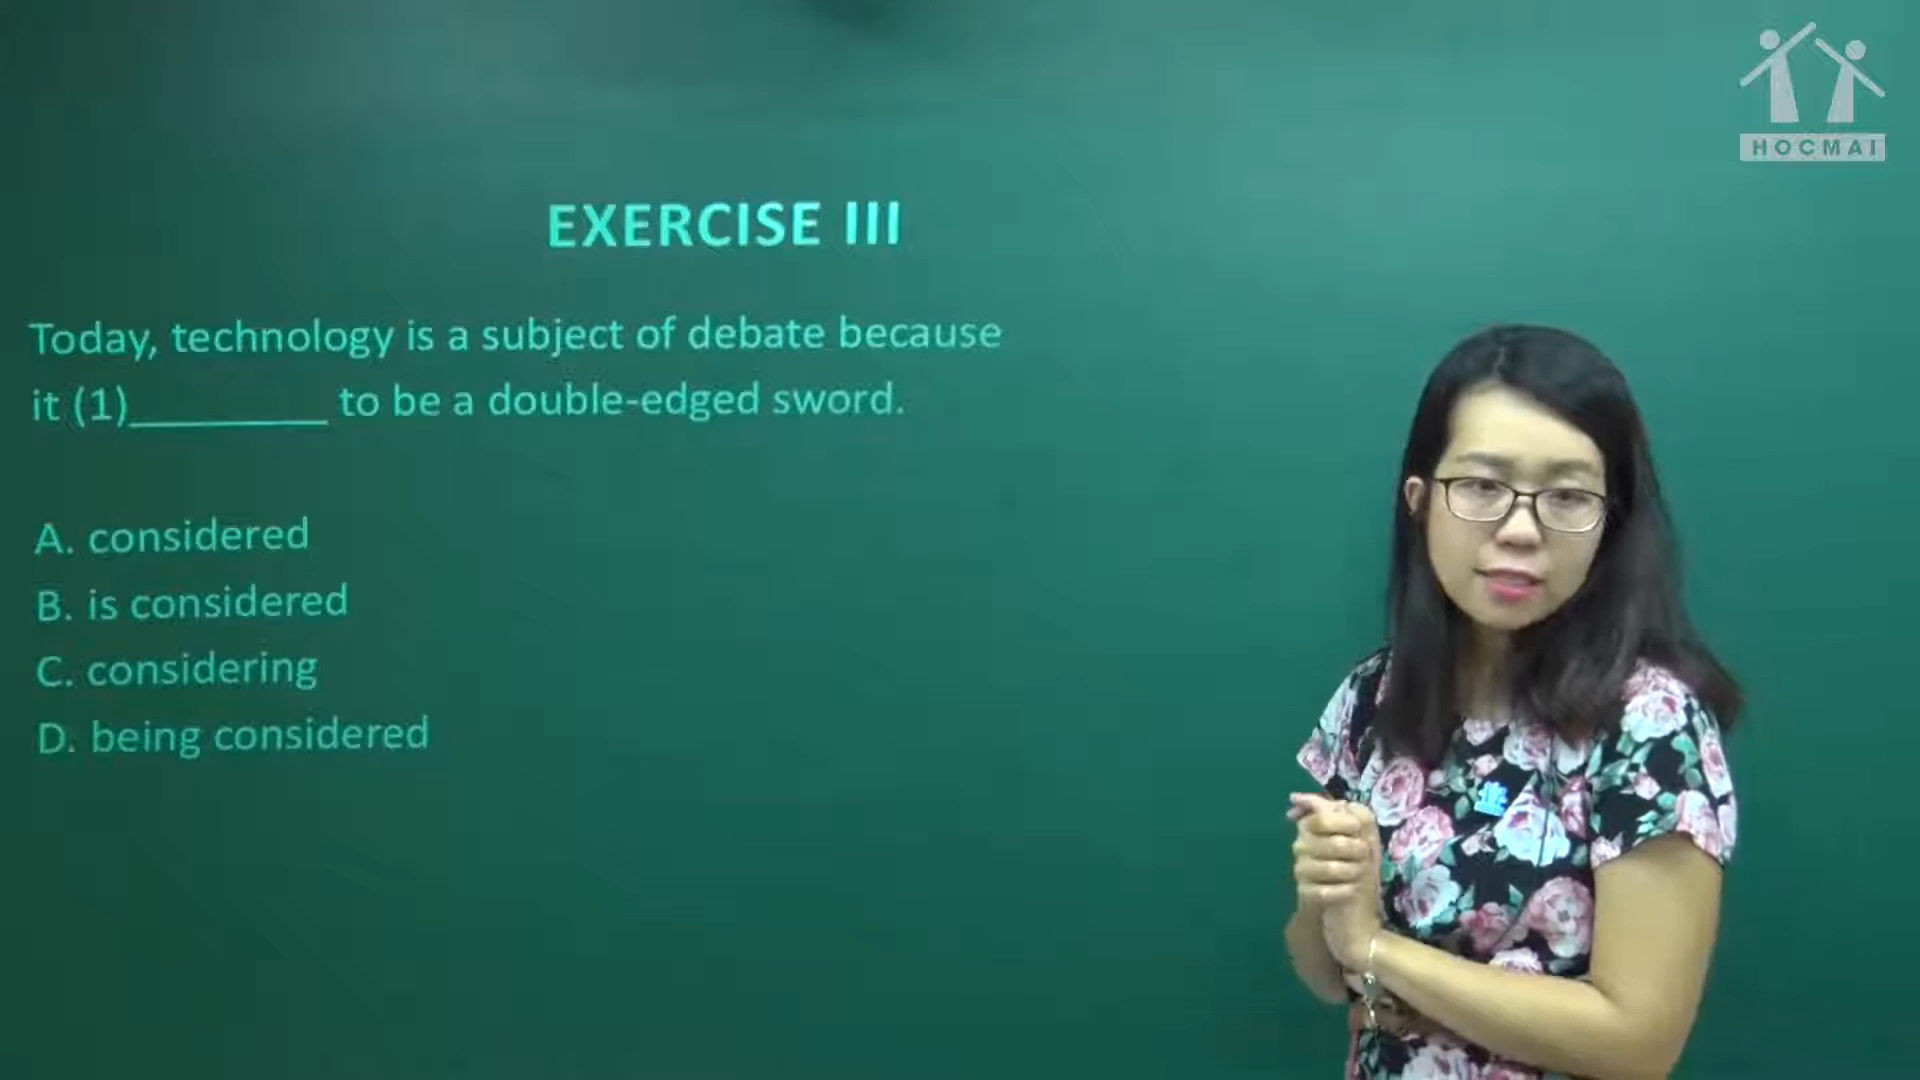 HOCMAI
EXERCISE III
Today, technology is a subject of debate because
it (1)________ to be a double-edged sword.
A. considered
B. is considered
C. considering
D. being considered